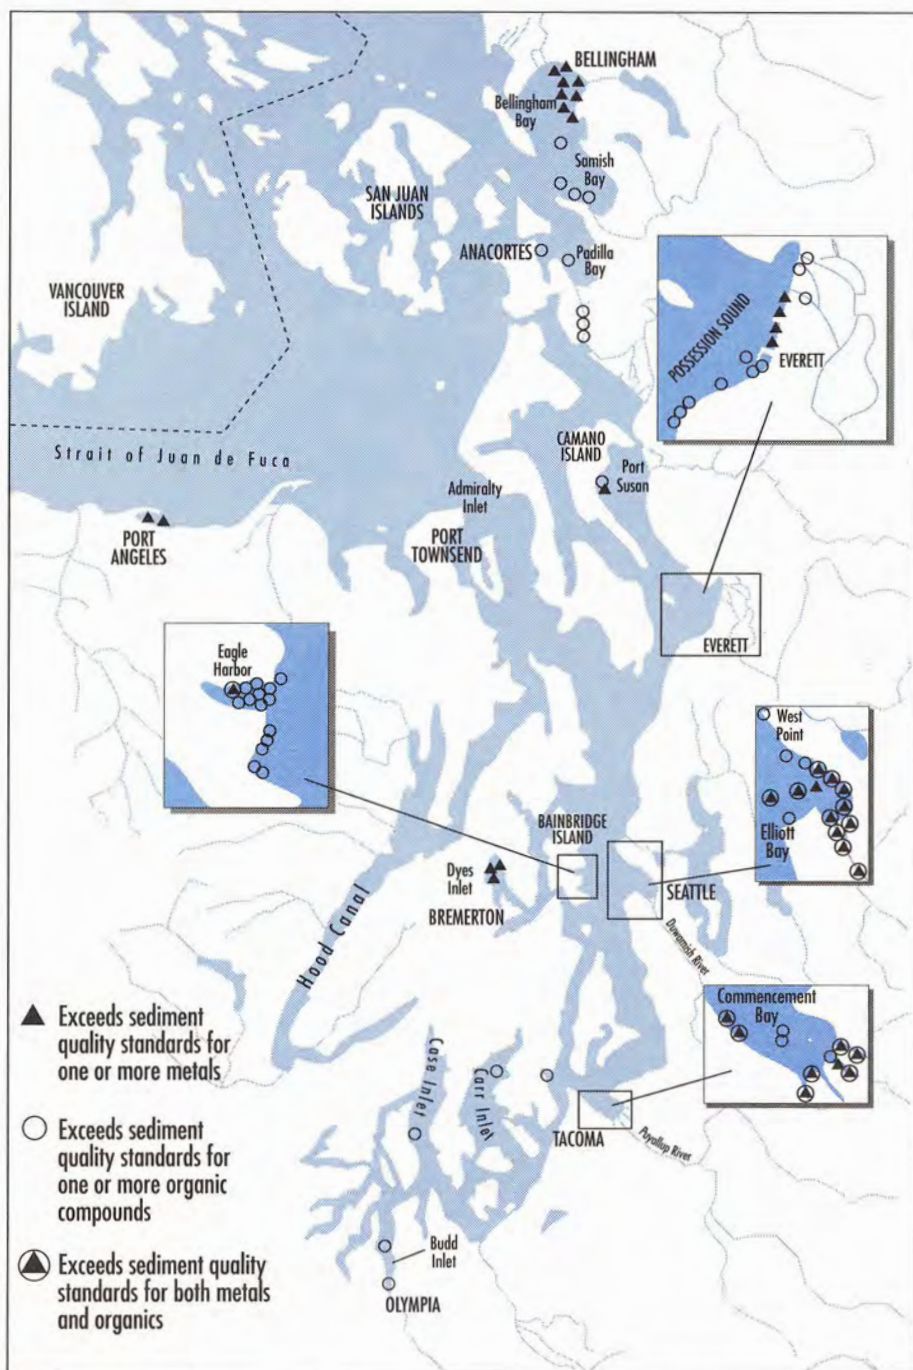 BELLINGHAM
Bellingham
Bay
Samish
Bay
SAN JUAN
ISLANDS
ANACORTES
Padilla
Bay
VANCOUVER
ISLAND
POSSESSION SOUND
EVERETT
Strait of Juan de Fuca
CAMANO
ISLAND
Port
Susan
Admiralty
Inlet
PORT
ANGELES
PORT
TOWNSEND
EVERETT
Eagle
Harbor
West
Point
Elliott
Bay
BAINBRIDGE
ISLAND
Dyes
Inlet
BREMERTON
SEATTLE
Hood Canal
Duwamish River
Commencement
Bay
Case Inlet
Carr Inlet
TACOMA
Puyallup River
Budd
Inlet
OLYMPIA
Exceeds sediment
quality standards for
one or more metals
Exceeds sediment
quality standards for
one or more organic
compounds
Exceeds sediment quality
standards for both metals
and organics